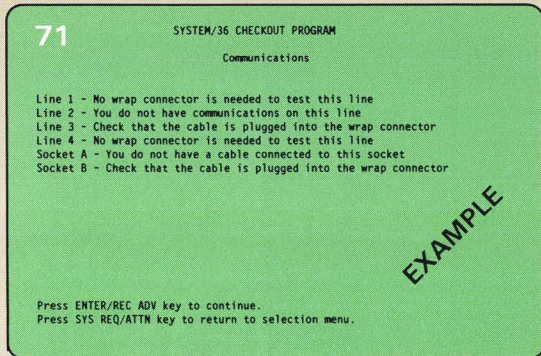 71
SYSTEM/36 CHECKOUT PROGRAM
Communications
Line 1 - No wrap connector is needed to test this line
Line 2 - You do not have communications on this line
Line 3 - Check that the cable is plugged into the wrap connector
Line 4 - No wrap connector is needed to test this line
Socket A - You do not have a cable connected to this socket
Socket B - Check that the cable is plugged into the wrap connector
EXAMPLE
Press ENTER/REC ADV key to continue.
Press SYS REQ/ATTN key to return to selection menu.